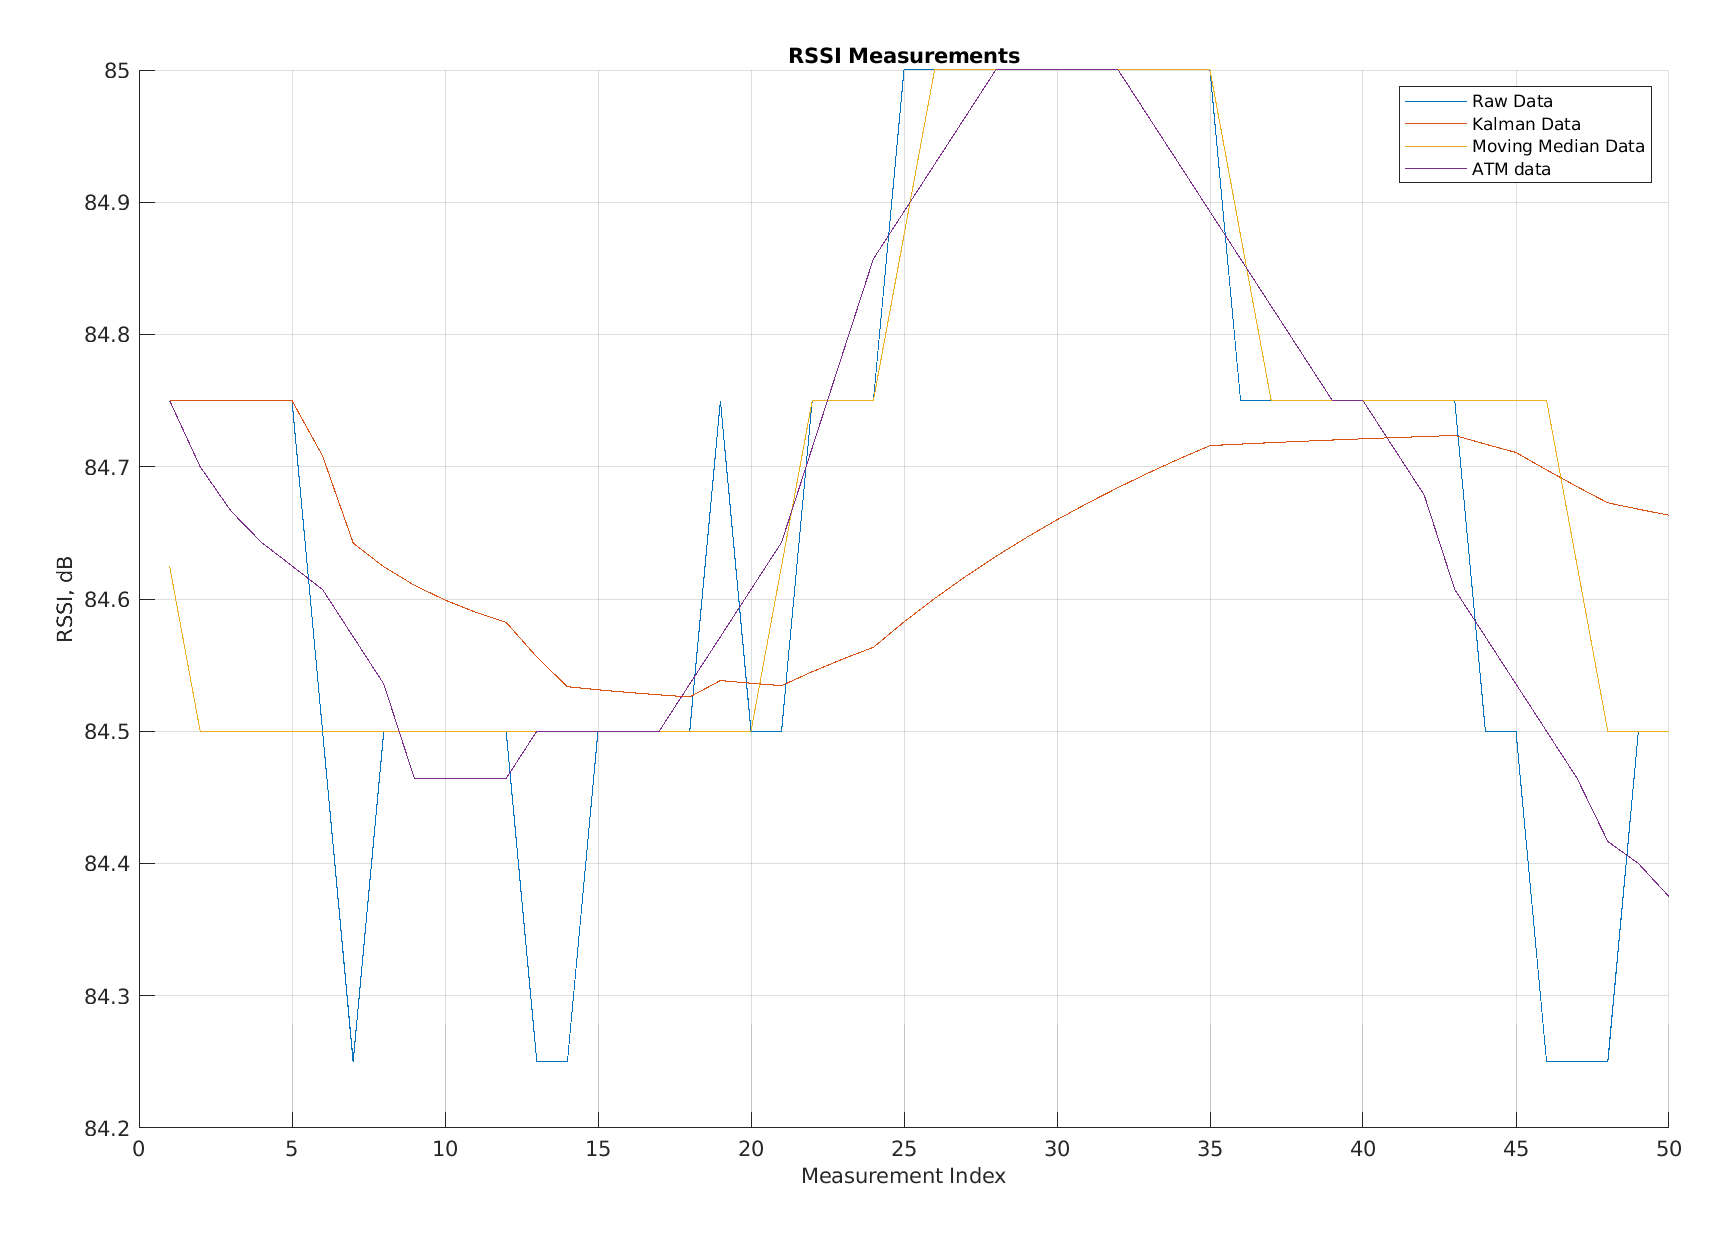 RSSI Measurements
85
84.9
84.8
84.7
84.6
84.5
84.4
84.3
84.2
RSSI, dB
Raw Data
Kalman Data
Moving Median Data
ATM data
0 5 10 15 20 25 30 35 40 45 50
Measurement Index